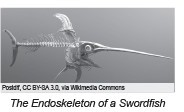 Postdlf, CC BY-SA 3.0, via Wikimedia Commons
The Endoskeleton of a Swordfish